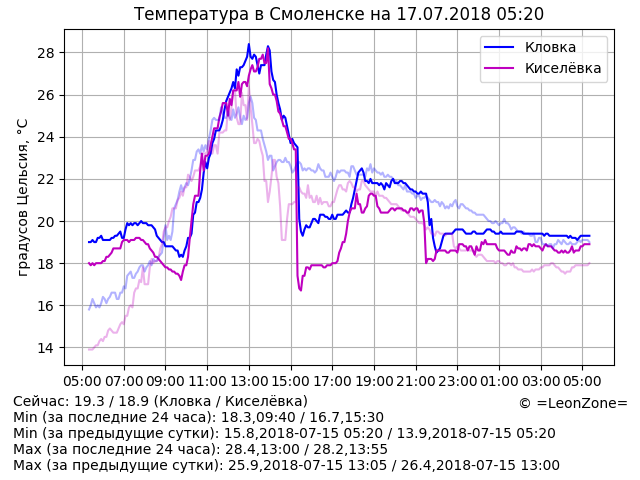 Температура в Смоленске на 17.07.2018 05:20
градусов Цельсия, °C
28
26
24
22
20
18
16
14
Кловка
Киселёвка
05:00 07:00 09:00 11:00 13:00 15:00 17:00 19:00 21:00 23:00 01:00 03:00 05:00
Сейчас: 19.3 / 18.9 (Кловка / Киселёвка)
© =LeonZone=
Min (за последние 24 часа): 18.3,09:40 / 16.7,15:30
Min (за предыдущие сутки): 15.8,2018-07-15 05:20 / 13.9,2018-07-15 05:20
Max (за последние 24 часа): 28.4,13:00 / 28.2,13:55
Max (за предыдущие сутки): 25.9,2018-07-15 13:05 / 26.4,2018-07-15 13:00